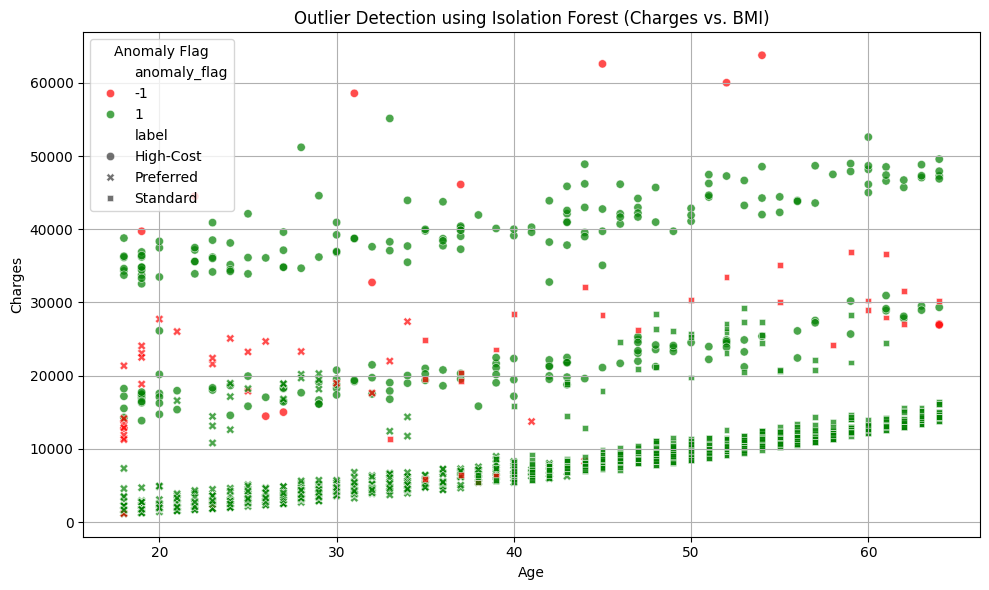 Outlier Detection using Isolation Forest (Charges vs. BMI)
Anomaly Flag
anomaly_flag
-1
1
label
High-Cost
Preferred
Standard
Charges
60000
50000
40000
30000
20000
10000
0
20
30
40
50
60
Age